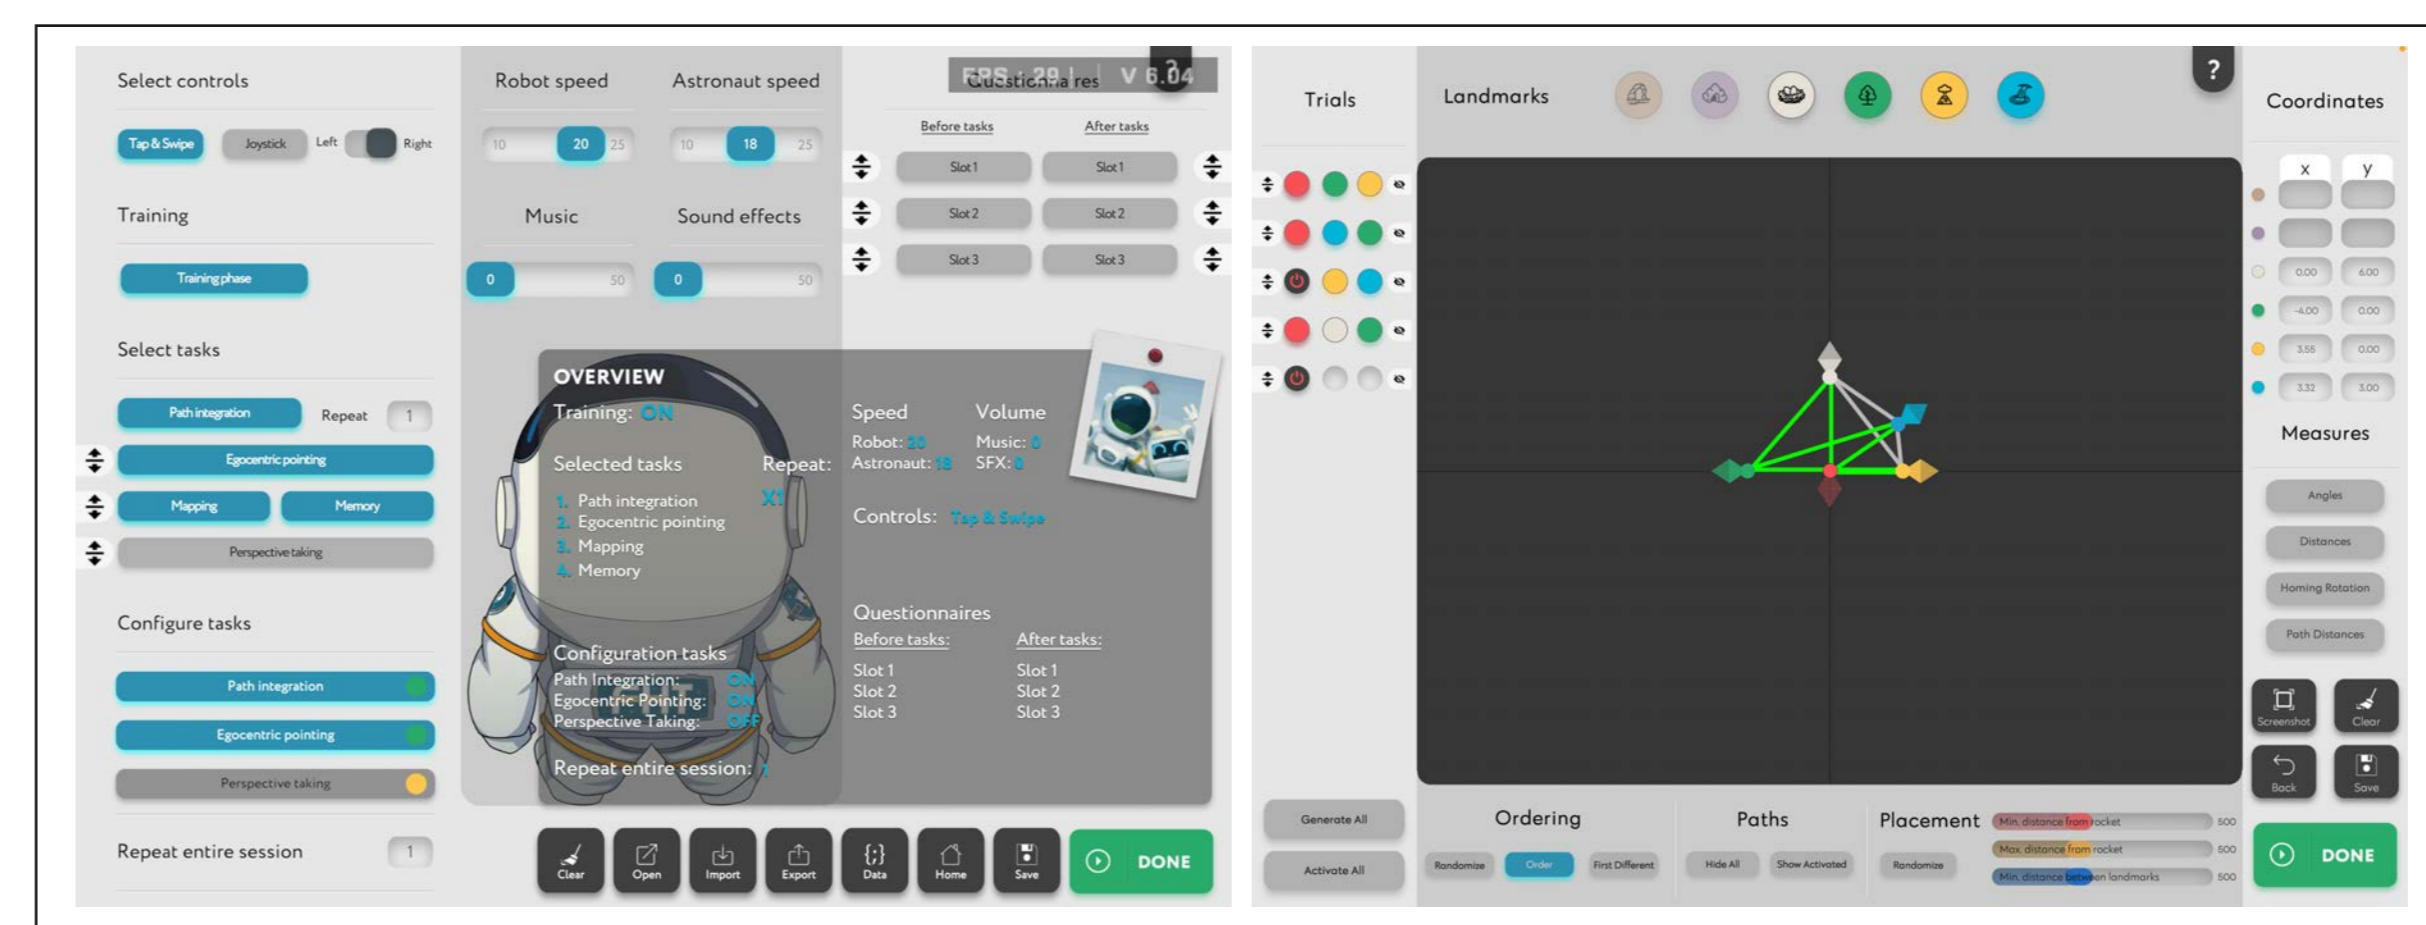 Select controls
Tap & Swipe
Joystick
Left
Right
Training
Training phase
Select tasks
Path integration
Repeat
1
Egocentric pointing
Mapping
Memory
Perspective taking
Configure tasks
Path integration
Egocentric pointing
Perspective taking
Repeat entire session
1
Robot speed
Astronaut speed
10
20
25
10
18
25
Music
Sound effects
0
50
0
50
FPS : 29 | V 6.04
Questionnaires
Before tasks
After tasks
Slot 1
Slot 1
Slot 2
Slot 2
Slot 3
Slot 3
OVERVIEW
Training: ON
Selected tasks
Repeat:
X1
1. Path integration
2. Egocentric pointing
3. Mapping
4. Memory
Configuration tasks
Path Integration: ON
Egocentric Pointing: ON
Perspective Taking: OFF
Repeat entire session: 1
Speed
Volume
Robot: 20
Music: 0
Astronaut: 18
SFX: 0
Controls: Tap & Swipe
Questionnaires
Before tasks:
After tasks:
Slot 1
Slot 1
Slot 2
Slot 2
Slot 3
Slot 3
Clear
Open
Import
Export
{;}
Data
Home
Save
DONE
Trials
Landmarks
?
Generate All
Activate All
Ordering
Randomize
Order
First Different
Paths
Hide All
Show Activated
Placement
Randomize
Min. distance from rocket
500
Max. distance from rocket
500
Min. distance between landmarks
500
Coordinates
x
y
0.00
6.00
-4.00
0.00
3.55
0.00
3.32
3.00
Measures
Angles
Distances
Homing Rotation
Path Distances
Screenshot
Clear
Back
Save
DONE